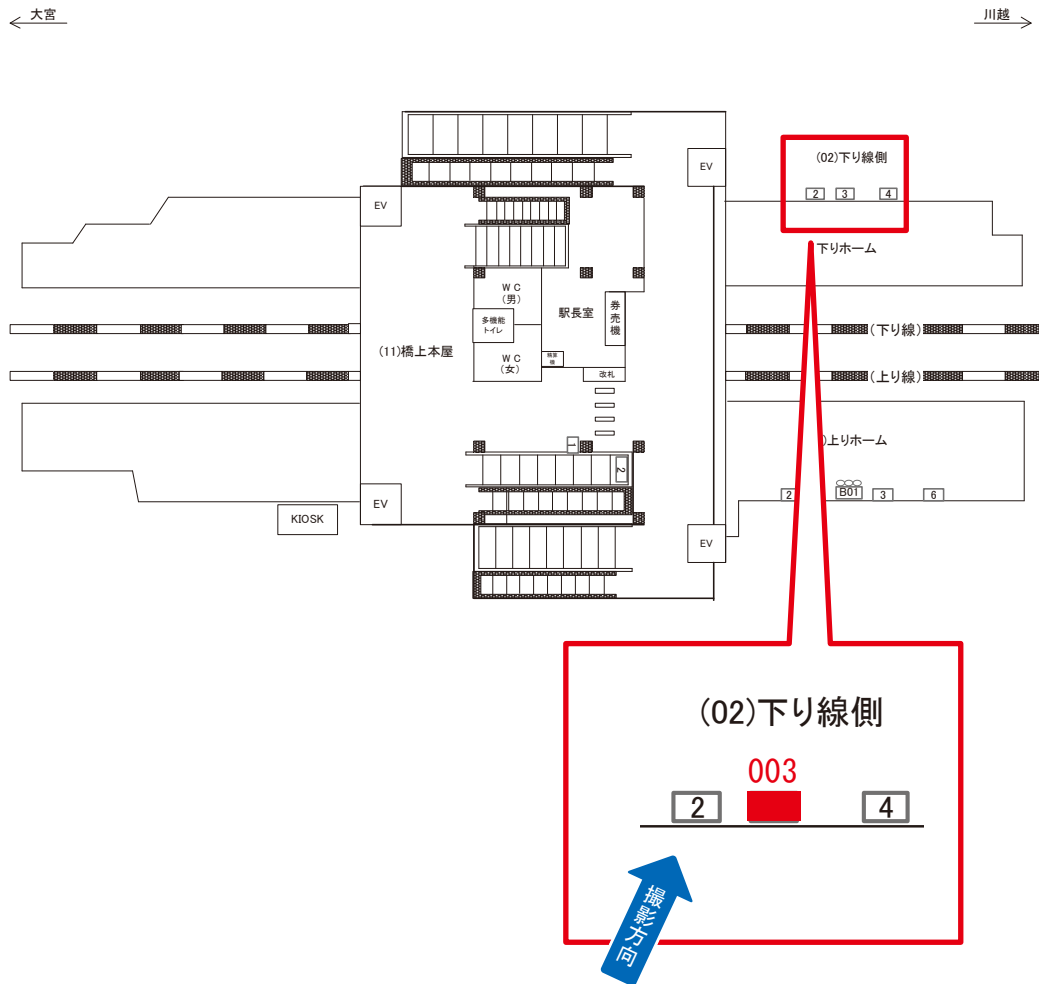 大宮
川越
EV
(02)下り線側
2
3
4
EV
下りホーム
WC
(男)
駅長室
券売機
多機能
トイレ
(下り線)
(11)橋上本屋
WC
(女)
精算
機
改札
(上り線)
1
)上りホーム
2
2
B01
3
6
EV
KIOSK
EV
(02)下り線側
003
2
4
撮影方向